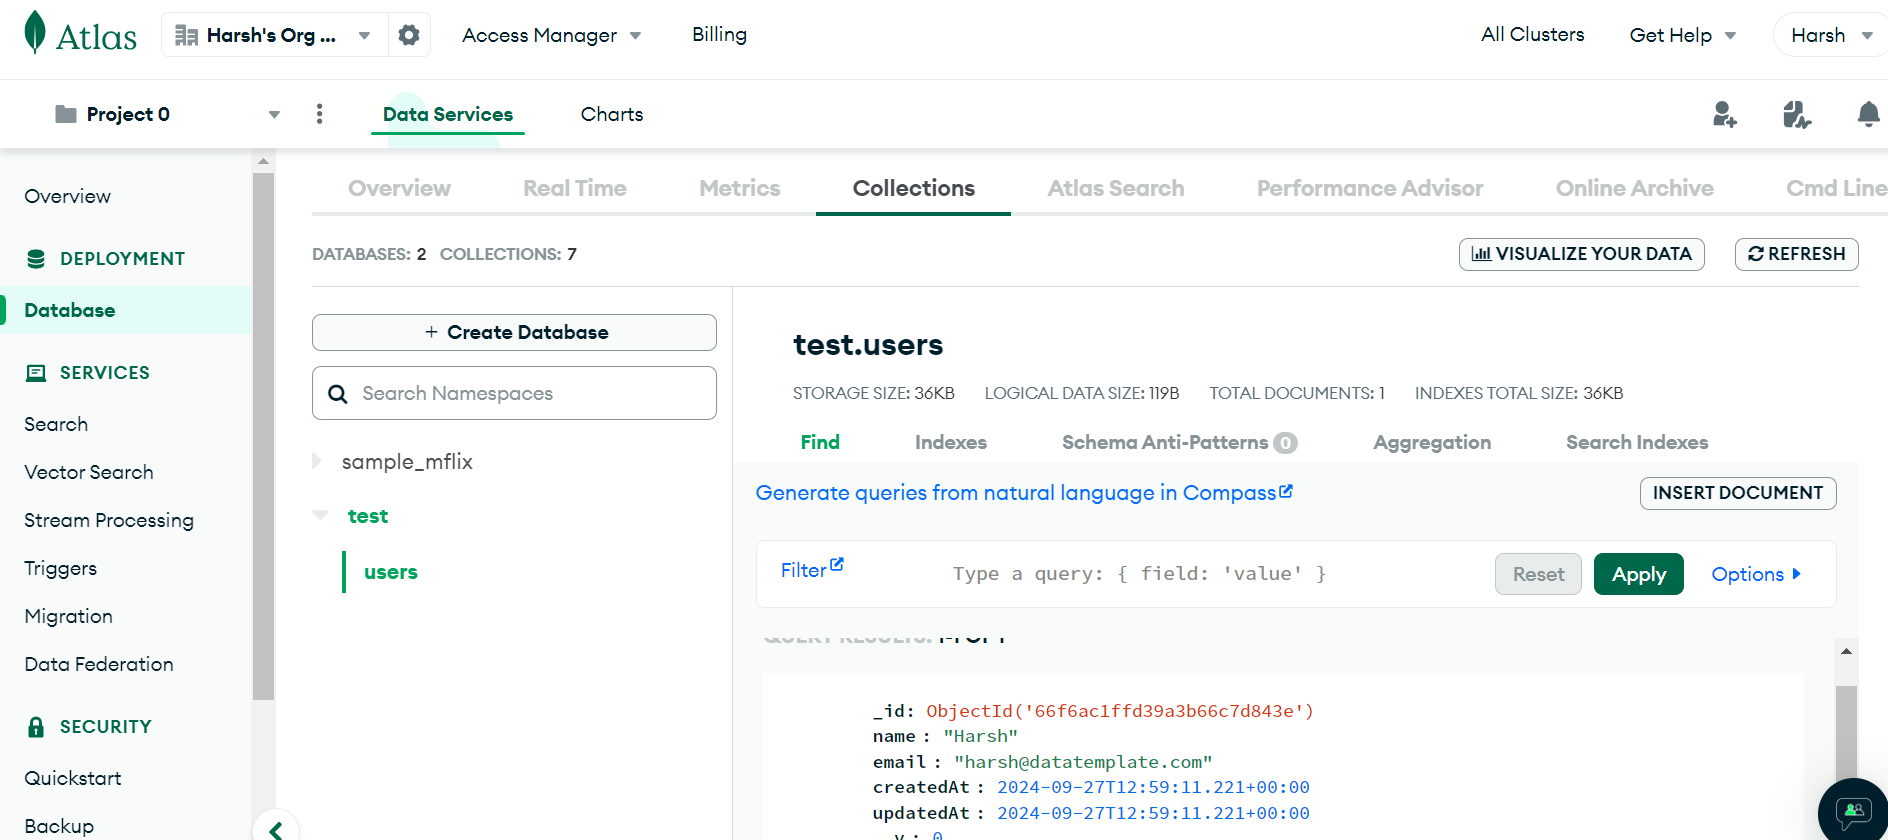 Atlas
Harsh's Org ...
Access Manager
Billing
All Clusters
Get Help
Harsh
Project 0
Data Services
Charts
Overview
DEPLOYMENT
Database
SERVICES
Search
Vector Search
Stream Processing
Triggers
Migration
Data Federation
SECURITY
Quickstart
Backup
Overview
Real Time
Metrics
Collections
Atlas Search
Performance Advisor
Online Archive
Cmd Line
DATABASES: 2 COLLECTIONS: 7
VISUALIZE YOUR DATA
REFRESH
+ Create Database
Search Namespaces
sample_mflix
test
users
test.users
STORAGE SIZE: 36KB LOGICAL DATA SIZE: 119B TOTAL DOCUMENTS: 1 INDEXES TOTAL SIZE: 36KB
Find
Indexes
Schema Anti-Patterns 0
Aggregation
Search Indexes
Generate queries from natural language in Compass
INSERT DOCUMENT
Filter
Type a query: { field: 'value' }
Reset
Apply
Options
QUERY RESULTS: 1-1 OF 1
_id: ObjectId('66f6ac1ffd39a3b66c7d843e')
name : "Harsh"
email : "harsh@datatemplate.com"
createdAt : 2024-09-27T12:59:11.221+00:00
updatedAt : 2024-09-27T12:59:11.221+00:00
__v : 0